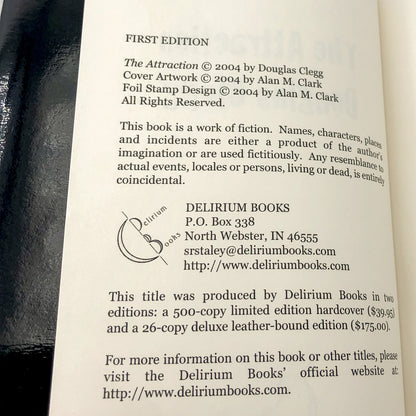 FIRST EDITION
The Attraction © 2004 by Douglas Clegg
Cover Artwork © 2004 by Alan M. Clark
Foil Stamp Design © 2004 by Alan M. Clark
All Rights Reserved.
This book is a work of fiction. Names, characters, places
and incidents are either a product of the author's
imagination or are used fictitiously. Any resemblance to
actual events, locales or persons, living or dead, is entirely
coincidental.
Delirium
Books
DELIRIUM BOOKS
P.O. Box 338
North Webster, IN 46555
srstaley@deliriumbooks.com
http://www.deliriumbooks.com
This title was produced by Delirium Books in two
editions: a 500-copy limited edition hardcover ($39.95)
and a 26-copy deluxe leather-bound edition ($175.00).
For more information on this book or other titles, please
visit the Delirium Books' official website at:
http://www.deliriumbooks.com.